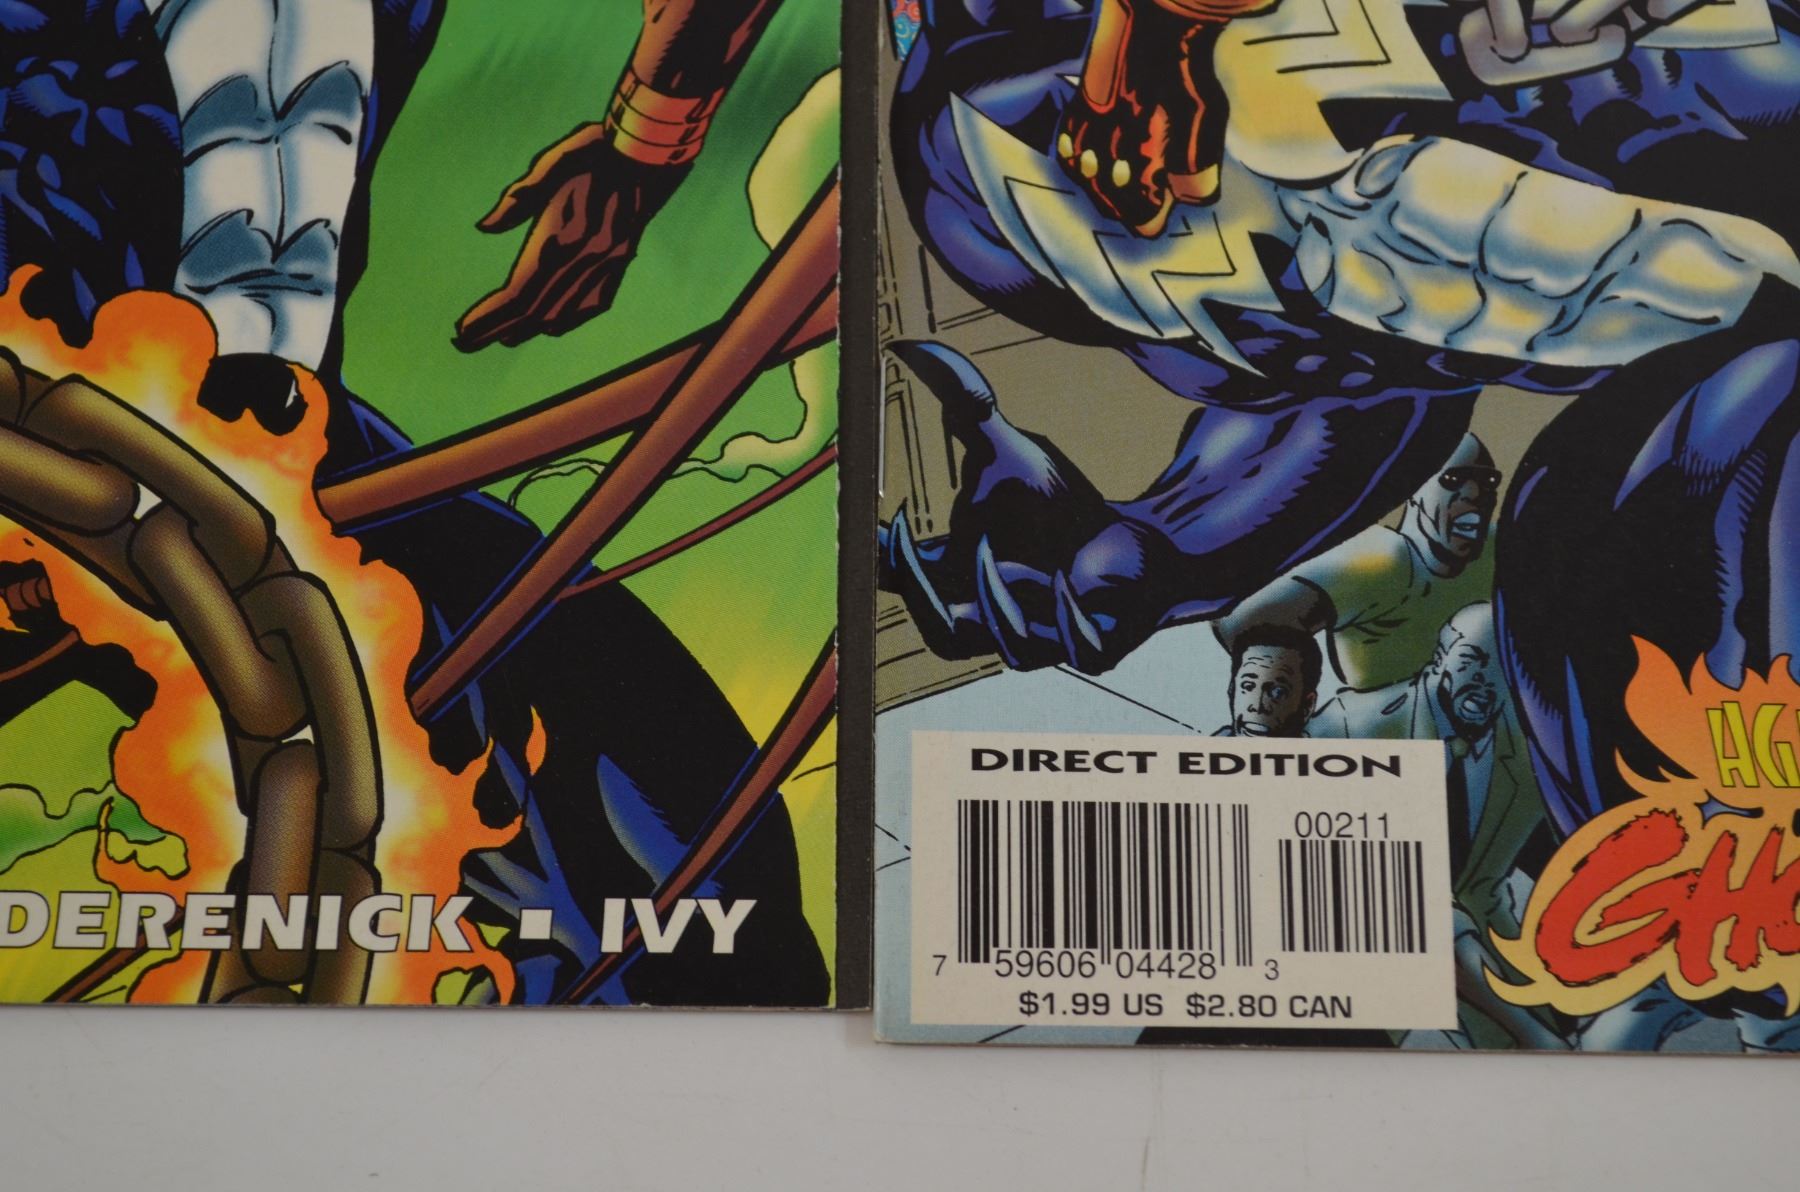 DERENICK ▪ IVY
DIRECT EDITION
00211
7 59606 04428 3
$1.99 US $2.80 CAN